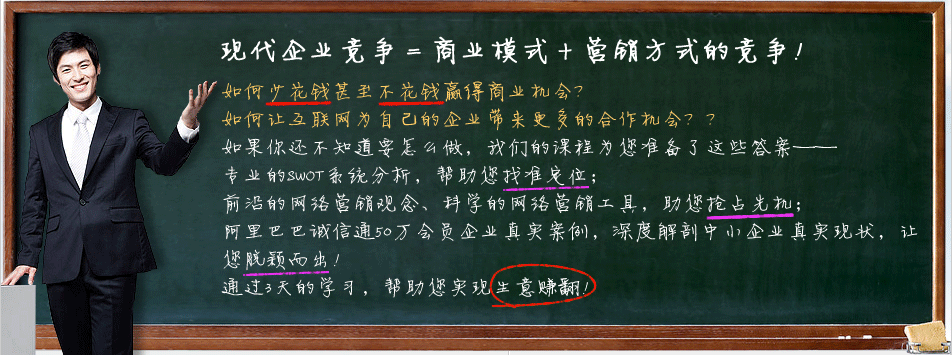 现代企业竞争=商业模式+营销方式的竞争！
如何少花钱甚至不花钱赢得商业机会？
如何让互联网为自己的企业带来更多的合作机会？？
如果你还不知道要怎么做，我们的课程为您准备了这些答案——
专业的SWOT系统分析，帮助您找准定位；
前沿的网络营销观念、科学的网络营销工具，助您抢占先机；
阿里巴巴诚信通50万会员企业真实案例，深度解剖中小企业真实现状，让
您脱颖而出！
通过3天的学习，帮助您实现生意赚翻！